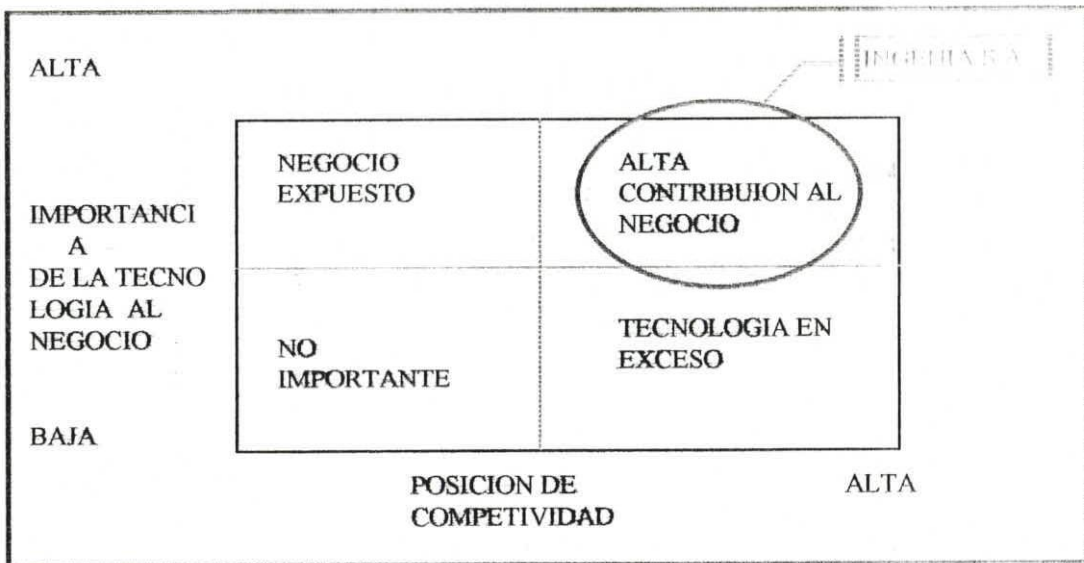 ALTA
INGENIA S.A
NEGOCIO
EXPUESTO
ALTA
CONTRIBUION AL
NEGOCIO
IMPORTANCI
A
DE LA TECNO
LOGIA AL
NEGOCIO
NO
IMPORTANTE
TECNOLOGIA EN
EXCESO
BAJA
POSICION DE
COMPETIVIDAD
ALTA